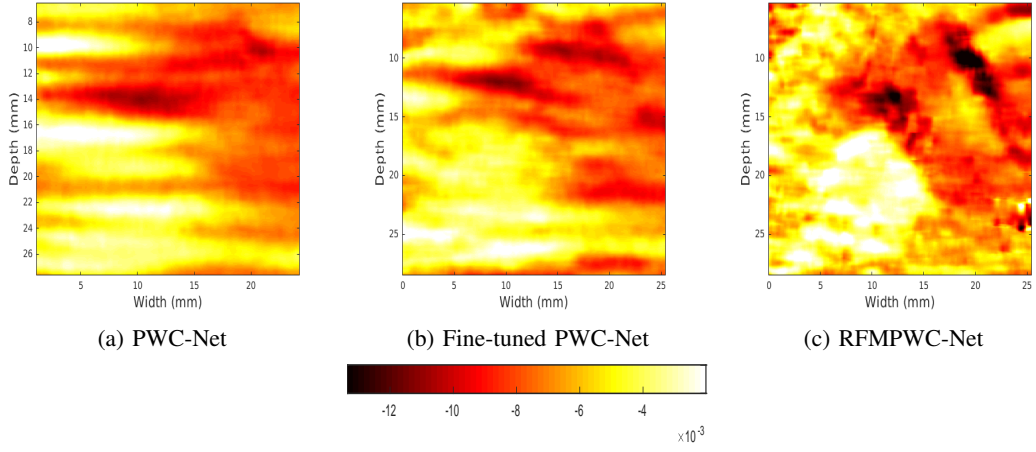 8
10
12
14
16
18
20
22
24
26
Depth (mm)
5 10 15 20
Width (mm)
(a) PWC-Net
5
10
15
20
25
Depth (mm)
0 5 10 15 20 25
Width (mm)
(b) Fine-tuned PWC-Net
10
15
20
25
Depth (mm)
0 5 10 15 20 25
Width (mm)
(c) RFMPWC-Net
-12 -10 -8 -6 -4
×10⁻³